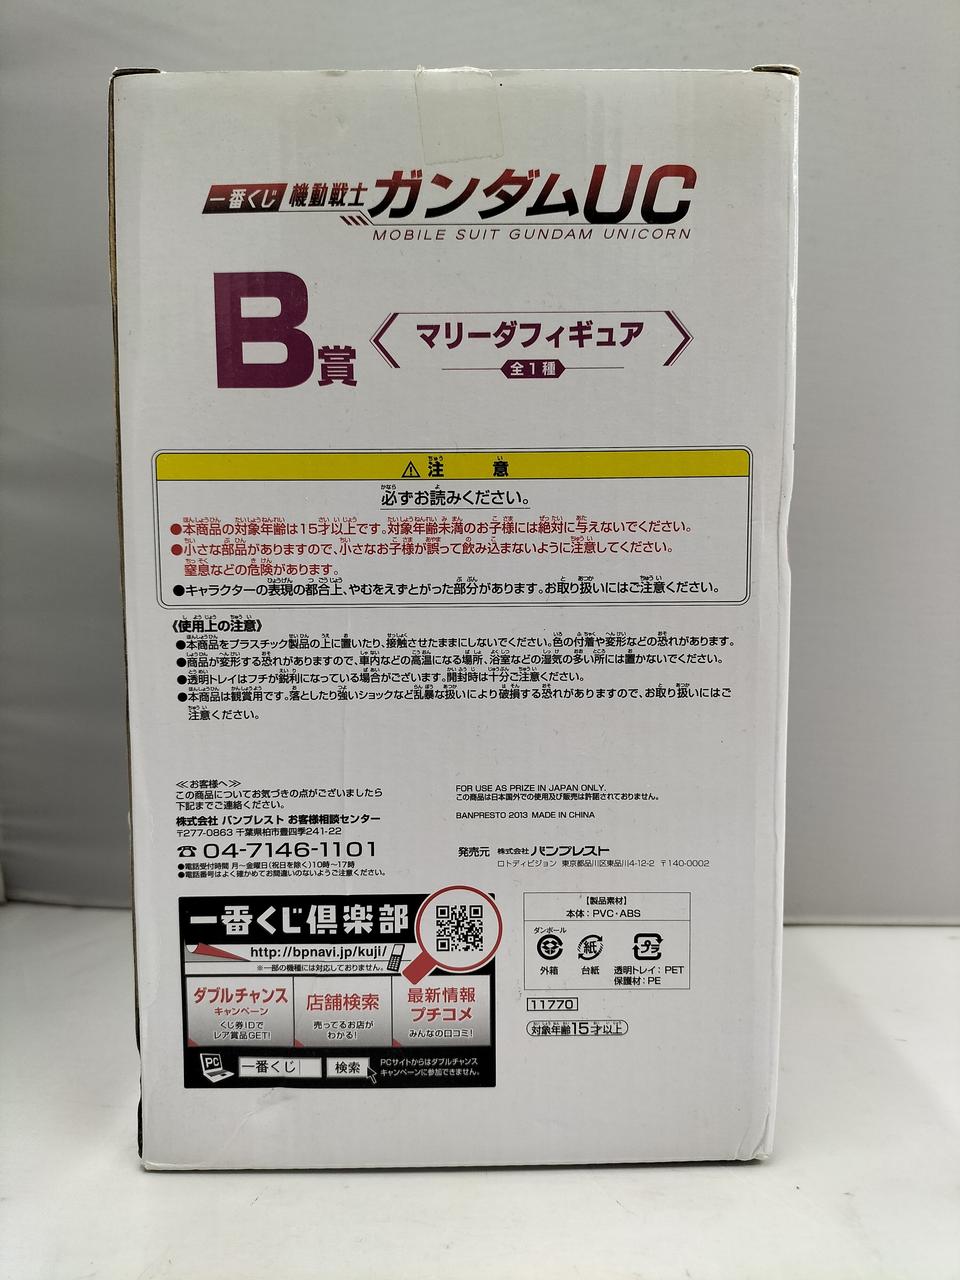 一番くじ 機動戦士ガンダムUC
MOBILE SUIT GUNDAM UNICORN
B賞
マリーダフィギュア
全1種
⚠注意
必ずお読みください。
●本商品の対象年齢は15才以上です。対象年齢未満のお子様には絶対に与えないでください。
●小さな部品がありますので、小さなお子様が誤って飲み込まないように注意してください。
窒息などの危険があります。
●キャラクターの表現の都合上、やむをえずとがった部分があります。お取り扱いにはご注意ください。
《使用上の注意》
●本商品をプラスチック製品の上に置いたり、接触させたままにしないでください。色の付着や変形などの恐れがあります。
●商品が変形する恐れがありますので、車内などの高温になる場所、浴室などの湿気の多い所には置かないでください。
●透明トレイはフチが鋭利になっている場合がございます。開封時は十分ご注意ください。
●本商品は観賞用です。落としたり強いショックなど乱暴な扱いにより破損する恐れがありますので、お取り扱いにはご
注意ください。
≪お客様へ≫
この商品についてお気づきの点がございましたら
下記までご連絡ください。
株式会社 バンプレスト お客様相談センター
〒277-0863 千葉県柏市豊四季241-22
☎04-7146-1101
●電話受付時間 月～金曜日(祝日を除く)10時～17時
●電話番号はよく確かめてお間違いのないようご注意ください。
FOR USE AS PRIZE IN JAPAN ONLY.
この商品は日本国外での使用及び販売は許諾されておりません。
BANPRESTO 2013 MADE IN CHINA
発売元 株式会社 バンプレスト
ロトディビジョン 東京都品川区東品川4-12-2 〒140-0002
一番くじ倶楽部
http://bpnavi.jp/kuji/
※一部の機種には対応しておりません。
ダブルチャンス
キャンペーン
くじ券IDで
レア賞品GET!
店舗検索
売ってるお店が
わかる!
最新情報
プチコメ
みんなの口コミ!
PC
一番くじ
検索
PCサイトからはダブルチャンス
キャンペーンに参加できません。
【製品素材】
本体:PVC・ABS
ダンボール
外箱
紙
台紙
プラ
透明トレイ:PET
保護材:PE
11770
対象年齢15才以上